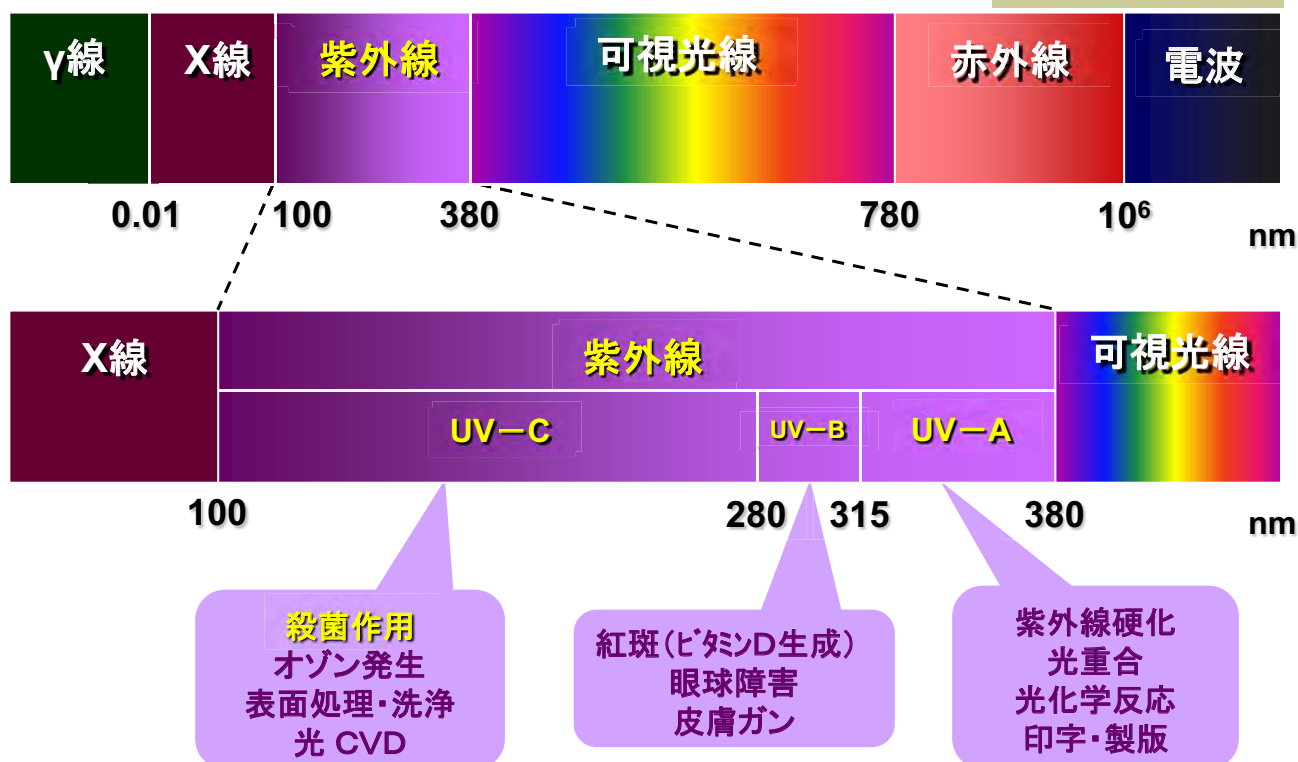 γ線 X線 紫外線 可視光線 赤外線 電波
0.01 100 380 780 10⁶ nm
X線 紫外線 可視光線
UV－C UV－B UV－A
100 280 315 380 nm
殺菌作用
オゾン発生
表面処理・洗浄
光 CVD
紅斑（ﾋﾞﾀﾐﾝD生成）
眼球障害
皮膚ガン
紫外線硬化
光重合
光化学反応
印字・製版